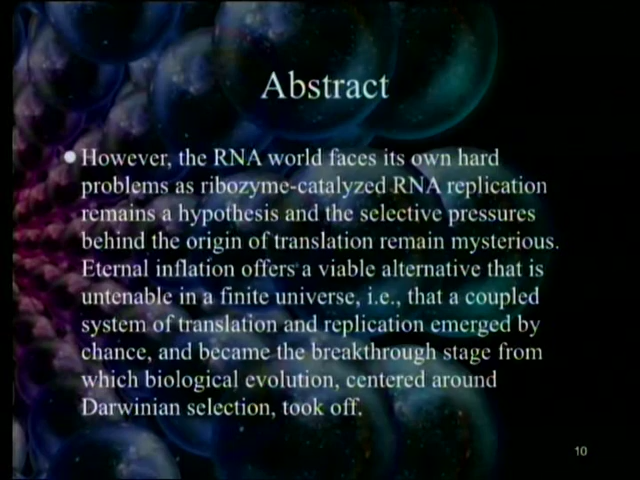 Abstract
However, the RNA world faces its own hard
problems as ribozyme-catalyzed RNA replication
remains a hypothesis and the selective pressures
behind the origin of translation remain mysterious.
Eternal inflation offers a viable alternative that is
untenable in a finite universe, i.e., that a coupled
system of translation and replication emerged by
chance, and became the breakthrough stage from
which biological evolution, centered around
Darwinian selection, took off.
10